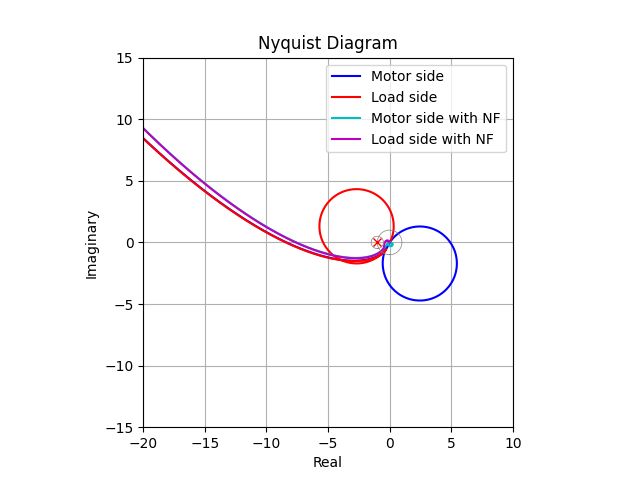 Nyquist Diagram
Motor side
Load side
Motor side with NF
Load side with NF
15
10
5
0
−5
−10
−15
Imaginary
−20
−15
−10
−5
0
5
10
Real